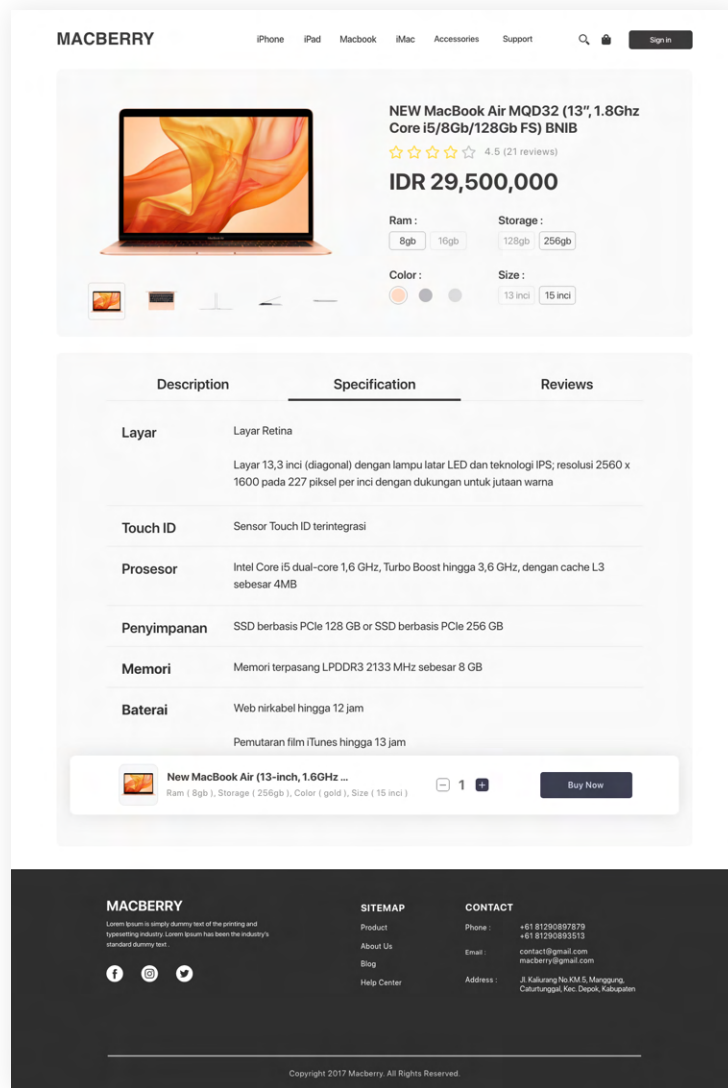 MACBERRY
iPhone iPad Macbook iMac Accessories Support Sign in
NEW MacBook Air MQD32 (13”, 1.8Ghz
Core i5/8Gb/128Gb FS) BNIB
4.5 (21 reviews)
IDR 29,500,000
Ram : Storage :
8gb 16gb 128gb 256gb
Color : Size :
13 inci 15 inci
Description Specification Reviews
Layar Layar Retina
Layar 13,3 inci (diagonal) dengan lampu latar LED dan teknologi IPS; resolusi 2560 x
1600 pada 227 piksel per inci dengan dukungan untuk jutaan warna
Touch ID Sensor Touch ID terintegrasi
Prosesor Intel Core i5 dual-core 1,6 GHz, Turbo Boost hingga 3,6 GHz, dengan cache L3
sebesar 4MB
Penyimpanan SSD berbasis PCIe 128 GB or SSD berbasis PCIe 256 GB
Memori Memori terpasang LPDDR3 2133 MHz sebesar 8 GB
Baterai Web nirkabel hingga 12 jam
Pemutaran film iTunes hingga 13 jam
New MacBook Air (13-inch, 1.6GHz ...
Ram ( 8gb ), Storage ( 256gb ), Color ( gold ), Size ( 15 inci )
1
Buy Now
MACBERRY
Lorem Ipsum is simply dummy text of the printing and
typesetting industry. Lorem Ipsum has been the industry's
standard dummy text .
SITEMAP
Product
About Us
Blog
Help Center
CONTACT
Phone : +61 81290897879
+61 81290893513
Email : contact@gmail.com
macberry@gmail.com
Address : Jl. Kaliurang No.KM.5, Manggung,
Caturtunggal, Kec. Depok, Kabupaten
Copyright 2017 Macberry. All Rights Reserved.